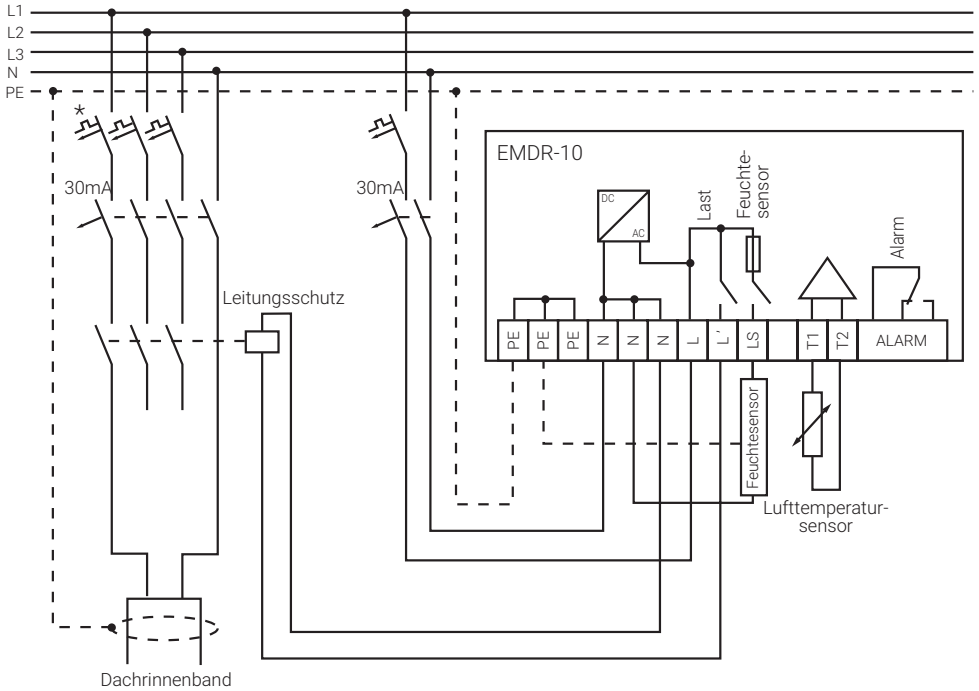 L1
L2
L3
N
PE
*
30mA
30mA
EMDR-10
DC
AC
Last
Feuchte-
sensor
Alarm
Leitungsschutz
PE
PE
PE
N
N
N
L
L'
LS
T1
T2
ALARM
Feuchtesensor
Lufttemperatur-
sensor
Dachrinnenband